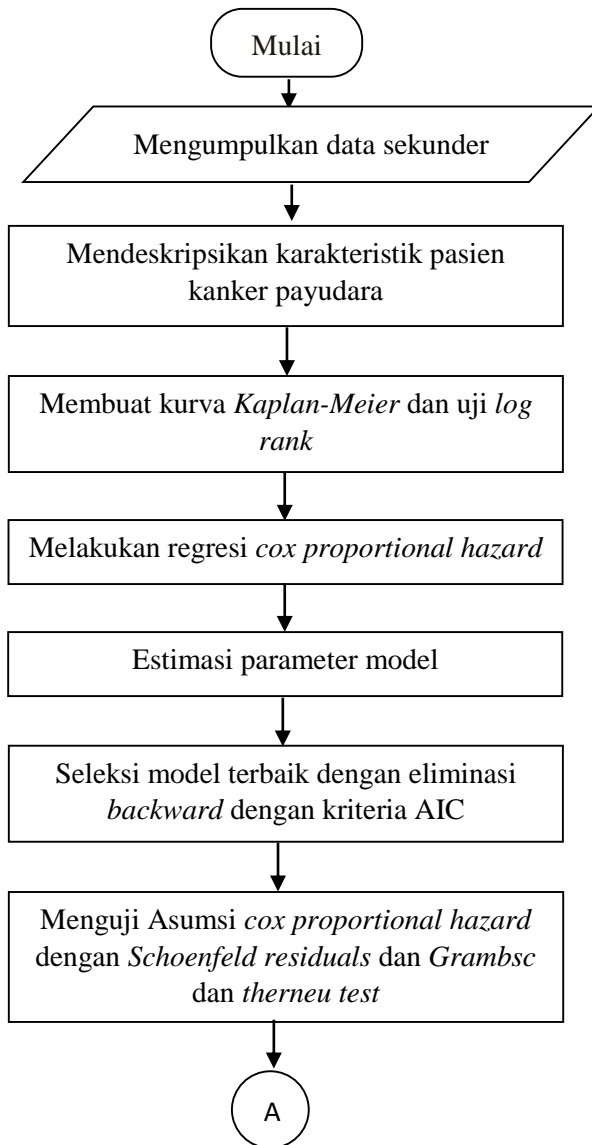 Mulai
Mengumpulkan data sekunder
Mendeskripsikan karakteristik pasien
kanker payudara
Membuat kurva Kaplan-Meier dan uji log
rank
Melakukan regresi cox proportional hazard
Estimasi parameter model
Seleksi model terbaik dengan eliminasi
backward dengan kriteria AIC
Menguji Asumsi cox proportional hazard
dengan Schoenfeld residuals dan Grambsc
dan therneu test
A